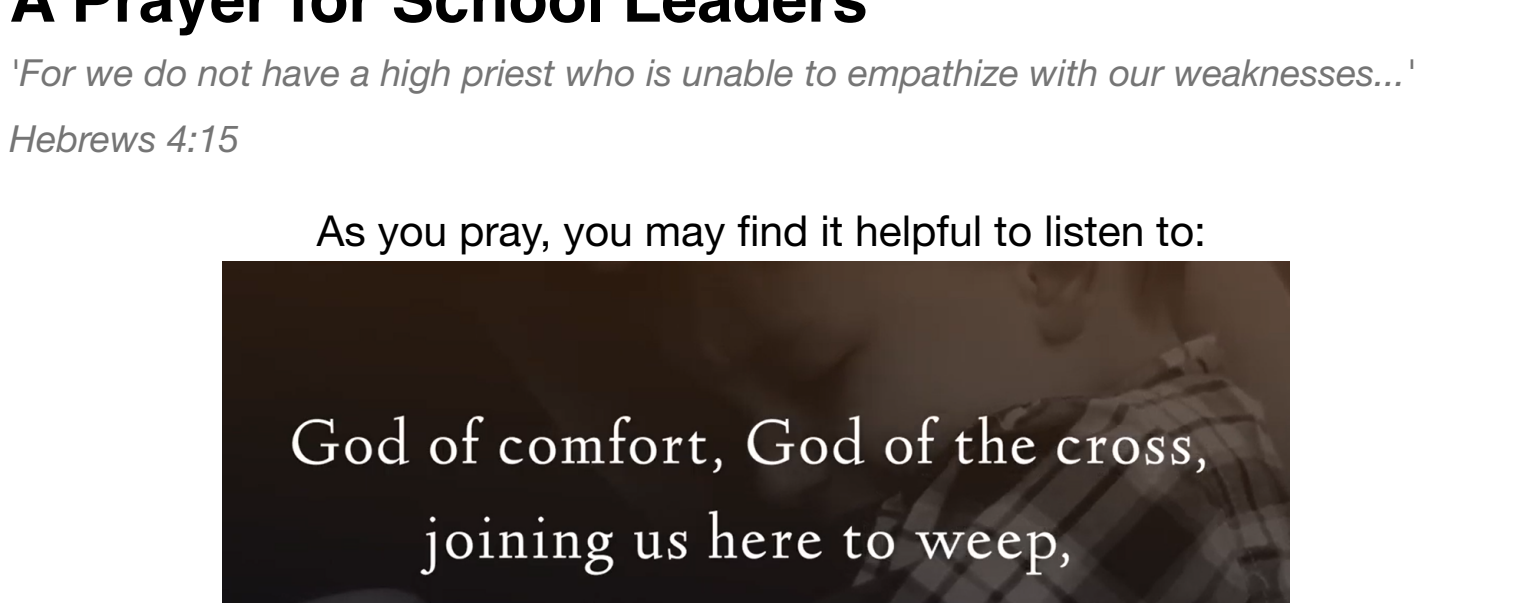 A Prayer for School Leaders
'For we do not have a high priest who is unable to empathize with our weaknesses...'
Hebrews 4:15
As you pray, you may find it helpful to listen to:
God of comfort, God of the cross,
joining us here to weep,